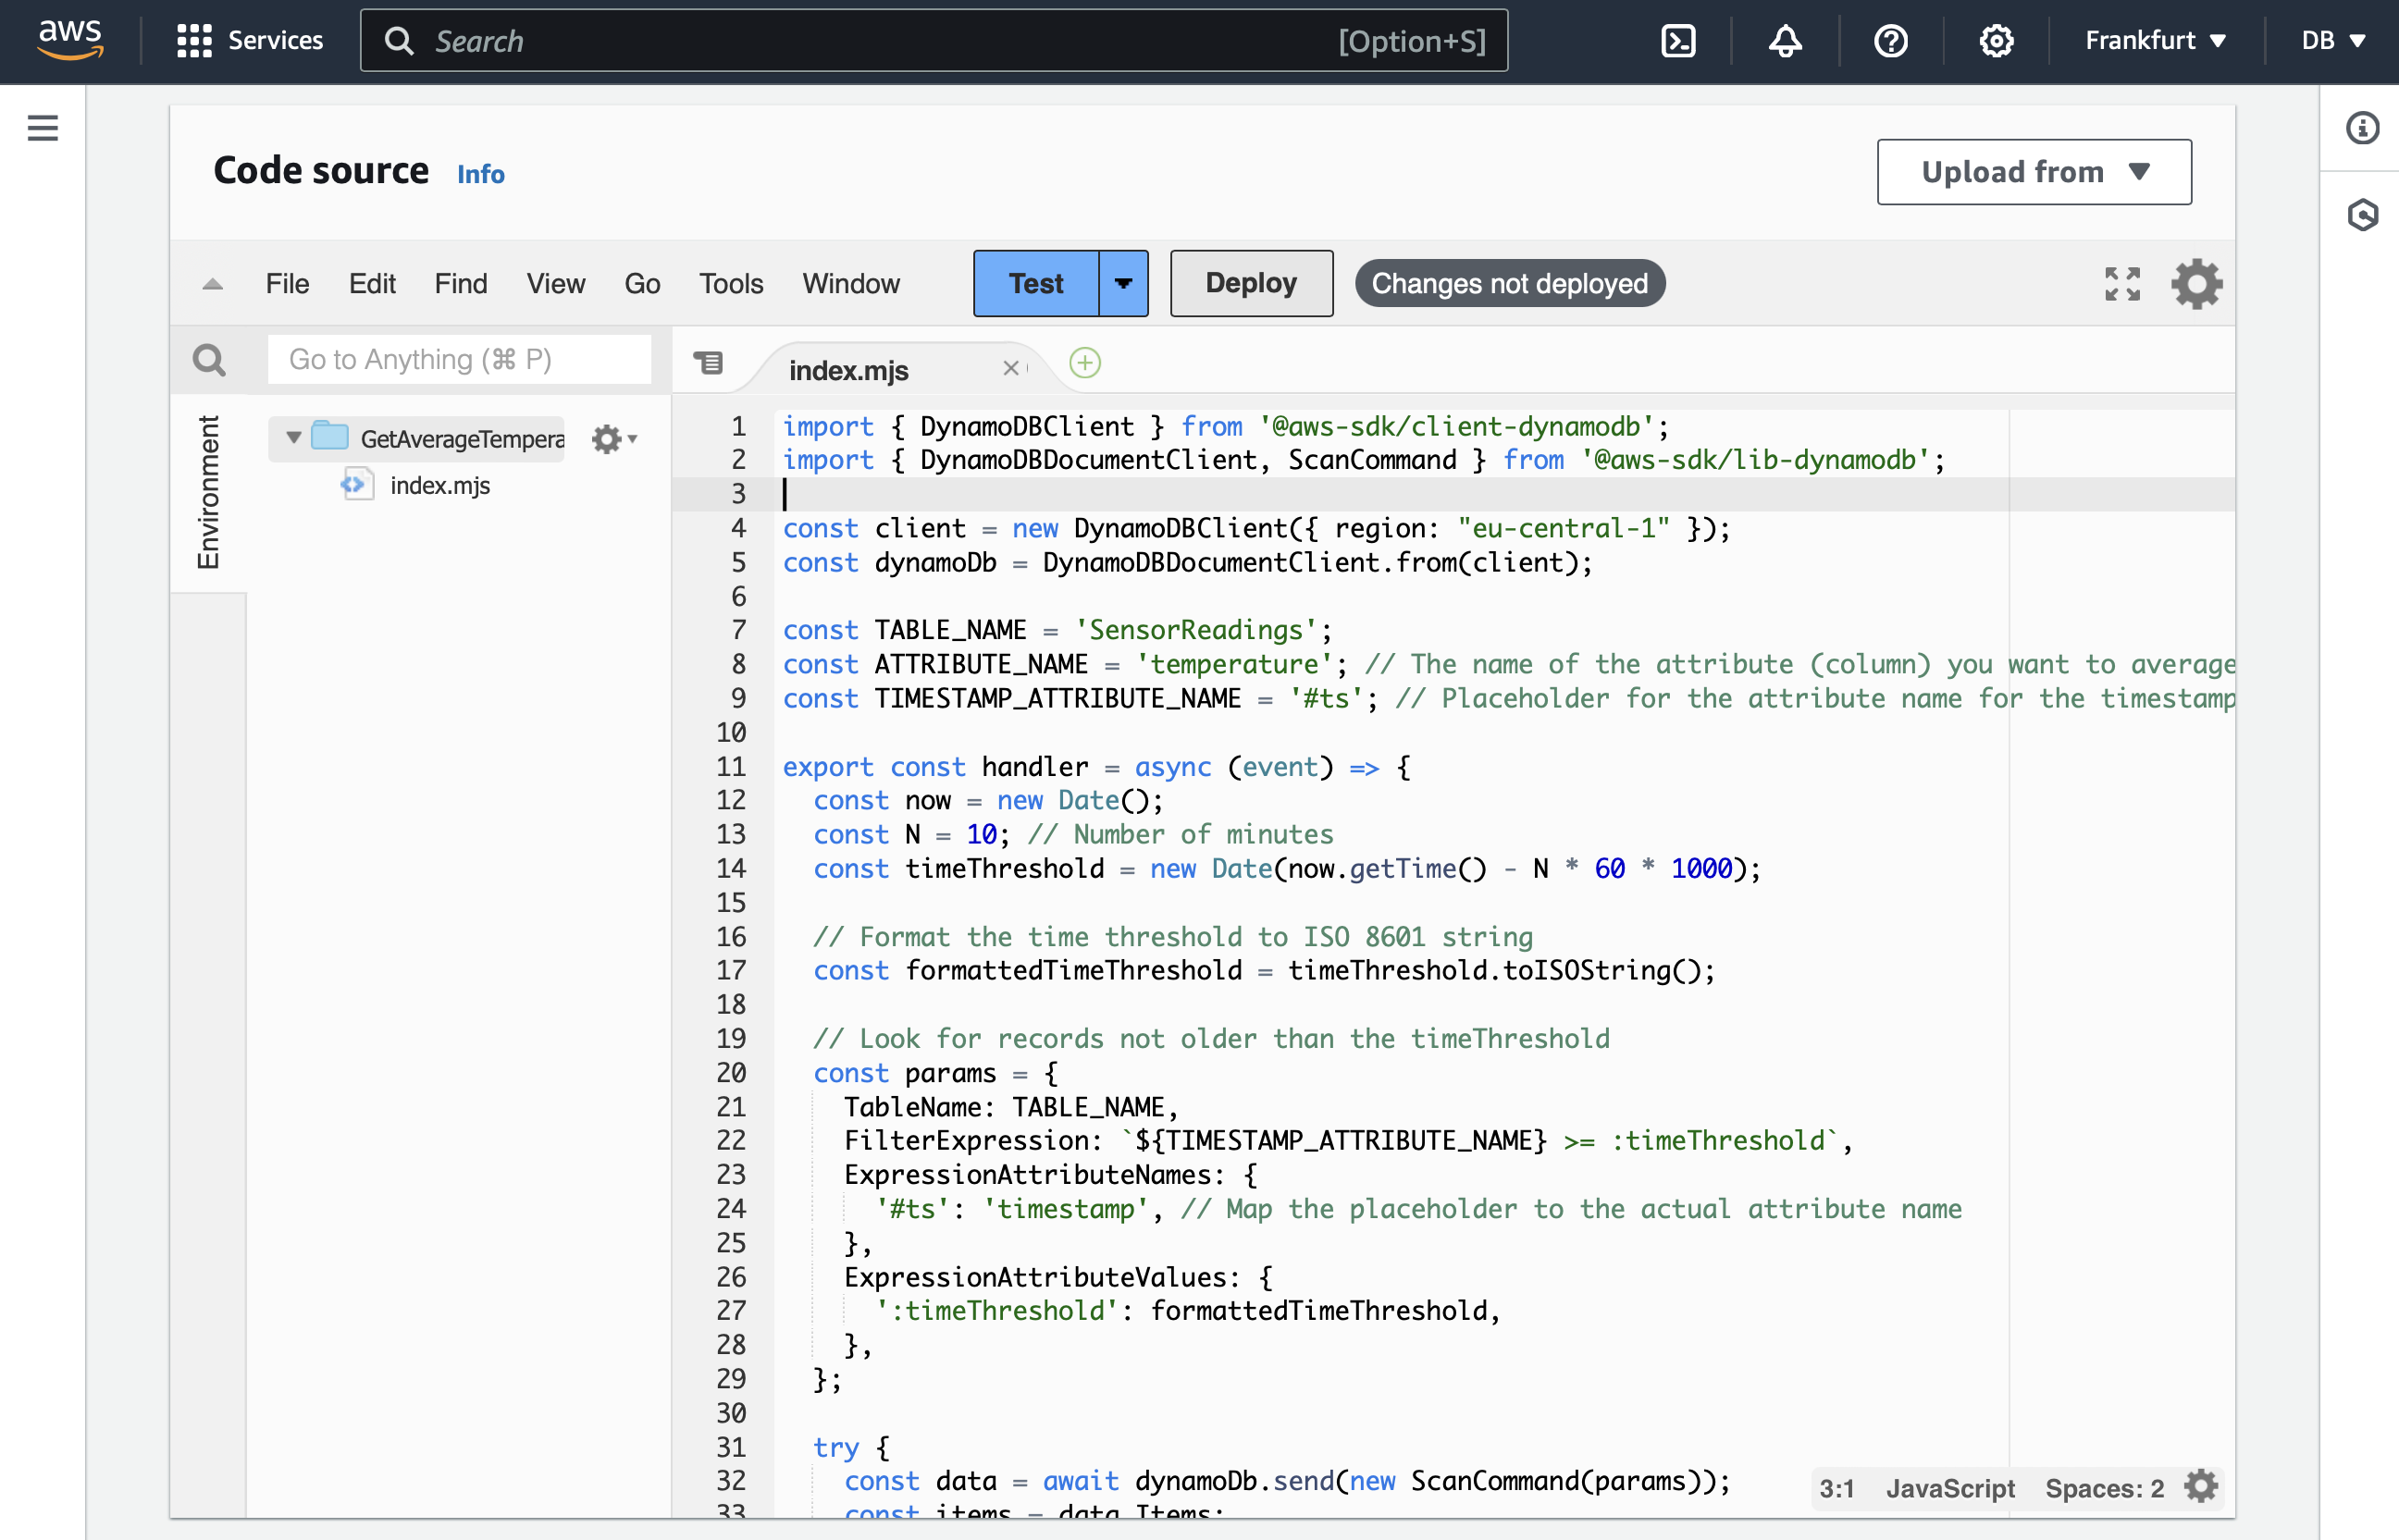 aws Services Search [Option+S] Frankfurt DB
Code source Info Upload from
File Edit Find View Go Tools Window Test Deploy Changes not deployed
Go to Anything (⌘ P) index.mjs
Environment
GetAverageTempera
index.mjs
1 import { DynamoDBClient } from '@aws-sdk/client-dynamodb';
2 import { DynamoDBDocumentClient, ScanCommand } from '@aws-sdk/lib-dynamodb';
3
4 const client = new DynamoDBClient({ region: "eu-central-1" });
5 const dynamoDb = DynamoDBDocumentClient.from(client);
6
7 const TABLE_NAME = 'SensorReadings';
8 const ATTRIBUTE_NAME = 'temperature'; // The name of the attribute (column) you want to average
9 const TIMESTAMP_ATTRIBUTE_NAME = '#ts'; // Placeholder for the attribute name for the timestamp
10
11 export const handler = async (event) => {
12 const now = new Date();
13 const N = 10; // Number of minutes
14 const timeThreshold = new Date(now.getTime() - N * 60 * 1000);
15
16 // Format the time threshold to ISO 8601 string
17 const formattedTimeThreshold = timeThreshold.toISOString();
18
19 // Look for records not older than the timeThreshold
20 const params = {
21 TableName: TABLE_NAME,
22 FilterExpression: `${TIMESTAMP_ATTRIBUTE_NAME} >= :timeThreshold`,
23 ExpressionAttributeNames: {
24 '#ts': 'timestamp', // Map the placeholder to the actual attribute name
25 },
26 ExpressionAttributeValues: {
27 ':timeThreshold': formattedTimeThreshold,
28 },
29 };
30
31 try {
32 const data = await dynamoDb.send(new ScanCommand(params));
33 const items = data.Items;
3:1 JavaScript Spaces: 2